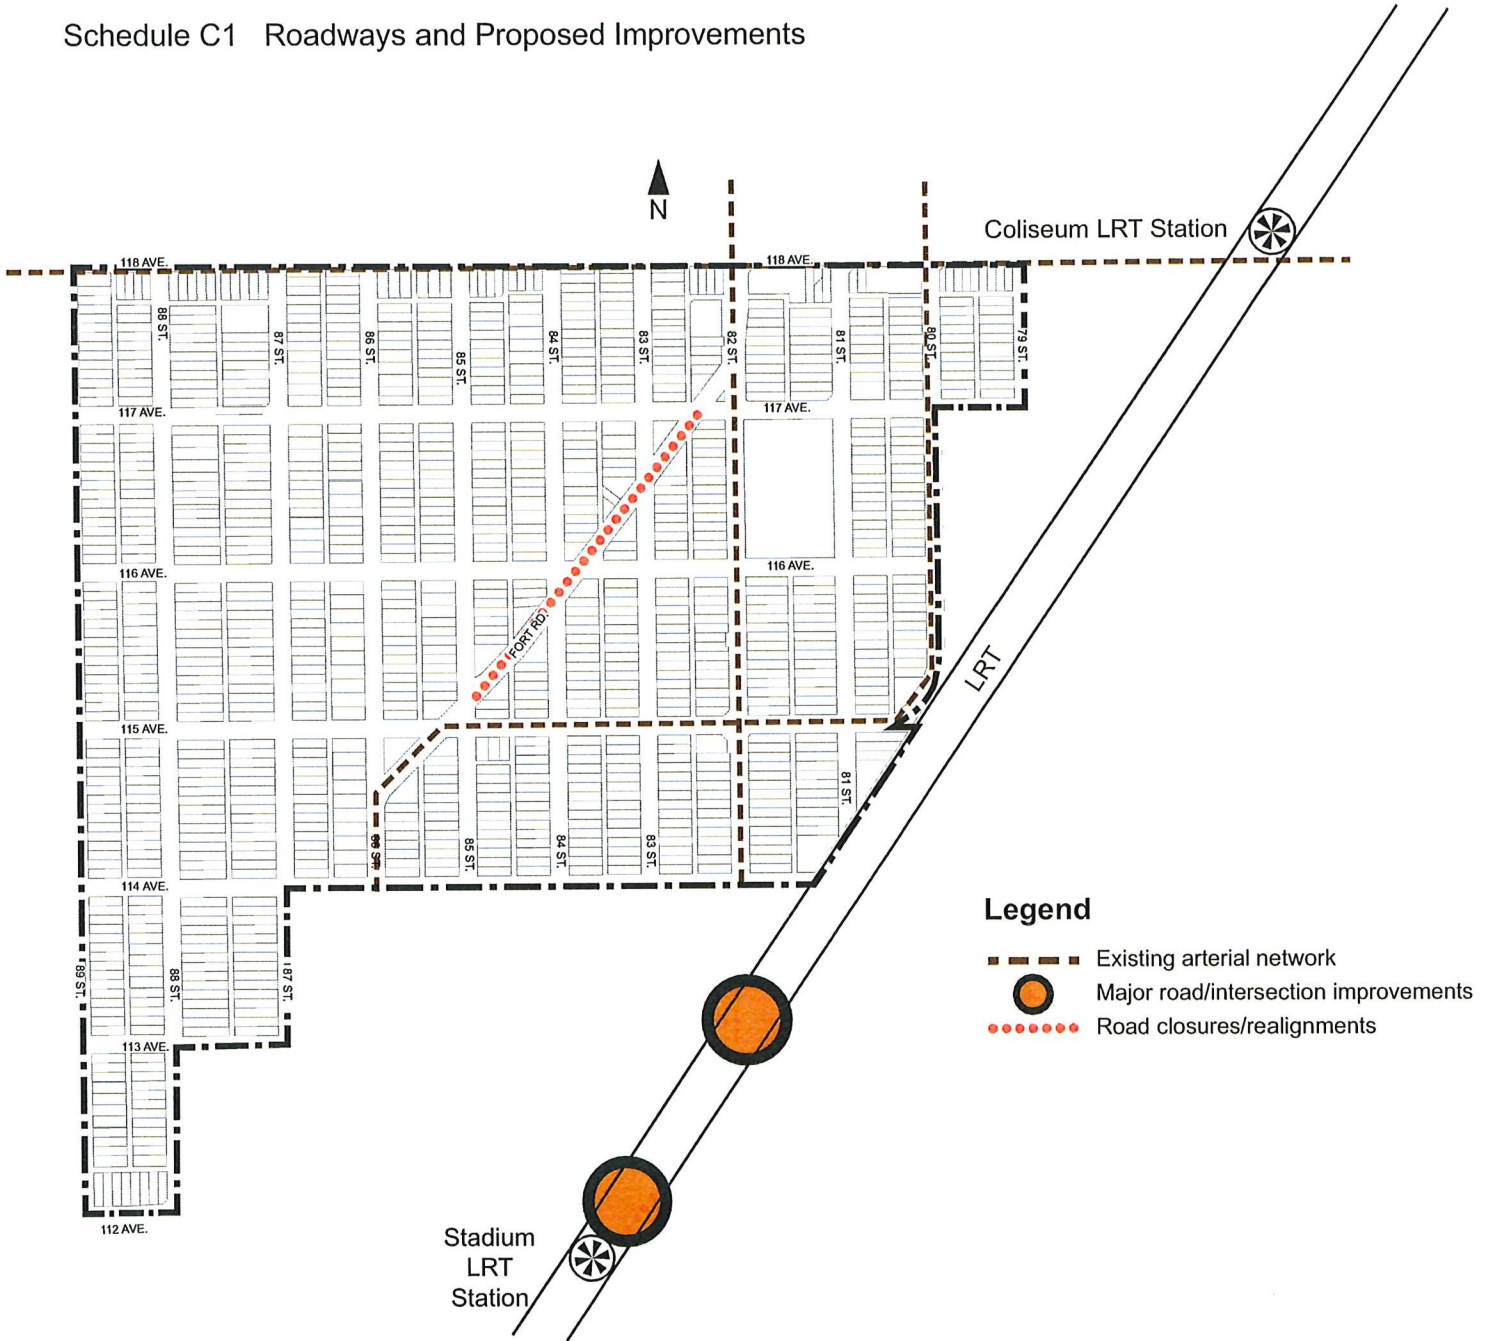 Schedule C1 Roadways and Proposed Improvements
N
Coliseum LRT Station
118 AVE.
118 AVE.
88 ST.
87 ST.
86 ST.
85 ST.
84 ST.
83 ST.
82 ST.
81 ST.
80 ST.
79 ST.
117 AVE.
117 AVE.
116 AVE.
116 AVE.
FORT RD.
LRT
115 AVE.
81 ST.
86 ST.
85 ST.
84 ST.
83 ST.
114 AVE.
Legend
Existing arterial network
Major road/intersection improvements
Road closures/realignments
89 ST.
88 ST.
87 ST.
113 AVE.
112 AVE.
Stadium
LRT
Station